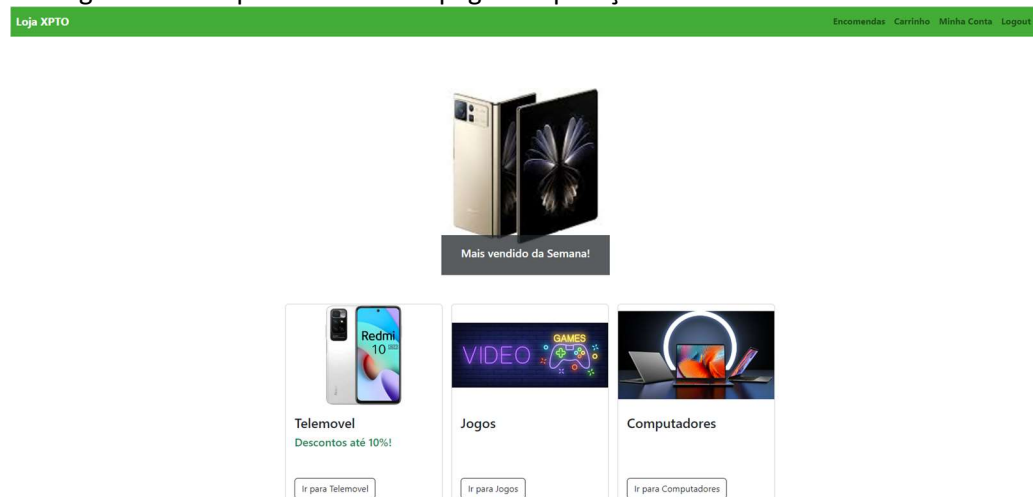 Loja XPTO
Encomendas Carrinho Minha Conta Logout
Mais vendido da Semana!
Redmi
10
VIDEO
GAMES
Telemovel
Descontos até 10%!
Ir para Telemovel
Jogos
Ir para Jogos
Computadores
Ir para Computadores